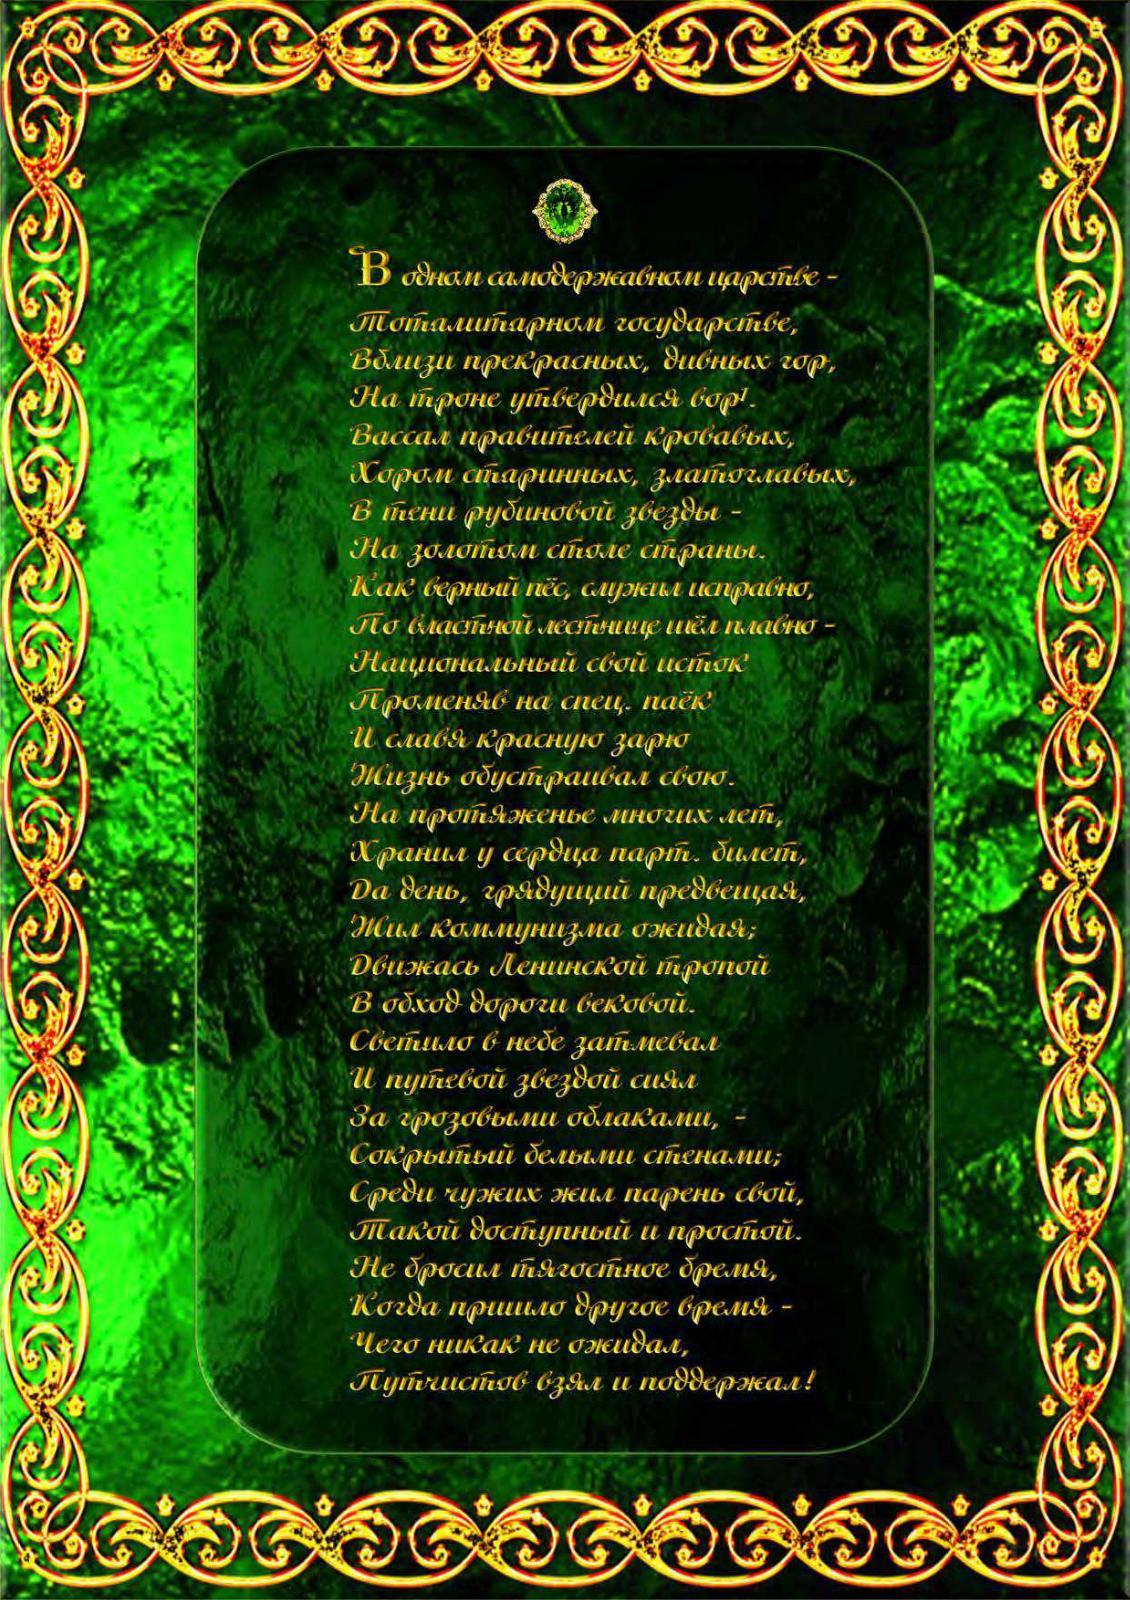 В одном самодержавном царстве -
Тоталитарном государстве,
Вблизи прекрасных, дивных гор,
На троне утвердился вор¹.
Вассал правителей кровавых,
Хором старинных, златоглавых,
В тени рубиновой звезды -
На золотом столе страны.
Как верный пёс, служил исправно,
По властной лестнице шёл плавно -
Национальный свой исток
Променяв на спец. паёк
И славя красную зарю
Жизнь обустраивал свою.
На протяженье многих лет,
Хранил у сердца парт. билет,
Да день, грядущий предвещая,
Жил коммунизма ожидая;
Движась Ленинской тропой
В обход дороги вековой.
Светило в небе затмевал
И путевой звездой сиял
За грозовыми облаками, -
Сокрытый белыми стенами;
Среди чужих жил парень свой,
Такой доступный и простой.
Не бросил тягостное бремя,
Когда пришло другое время -
Чего никак не ожидал,
Путчистов взял и поддержал!